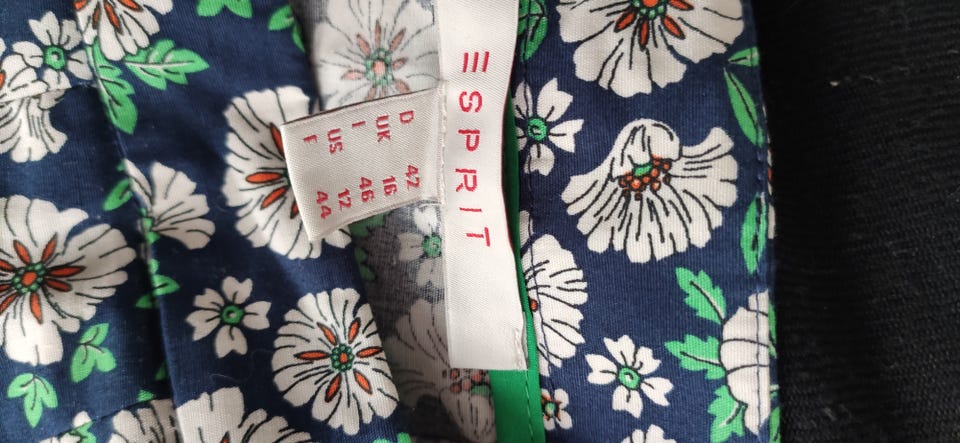 ESPRIT
D 42
UK 16
I 46
US 12
F 44